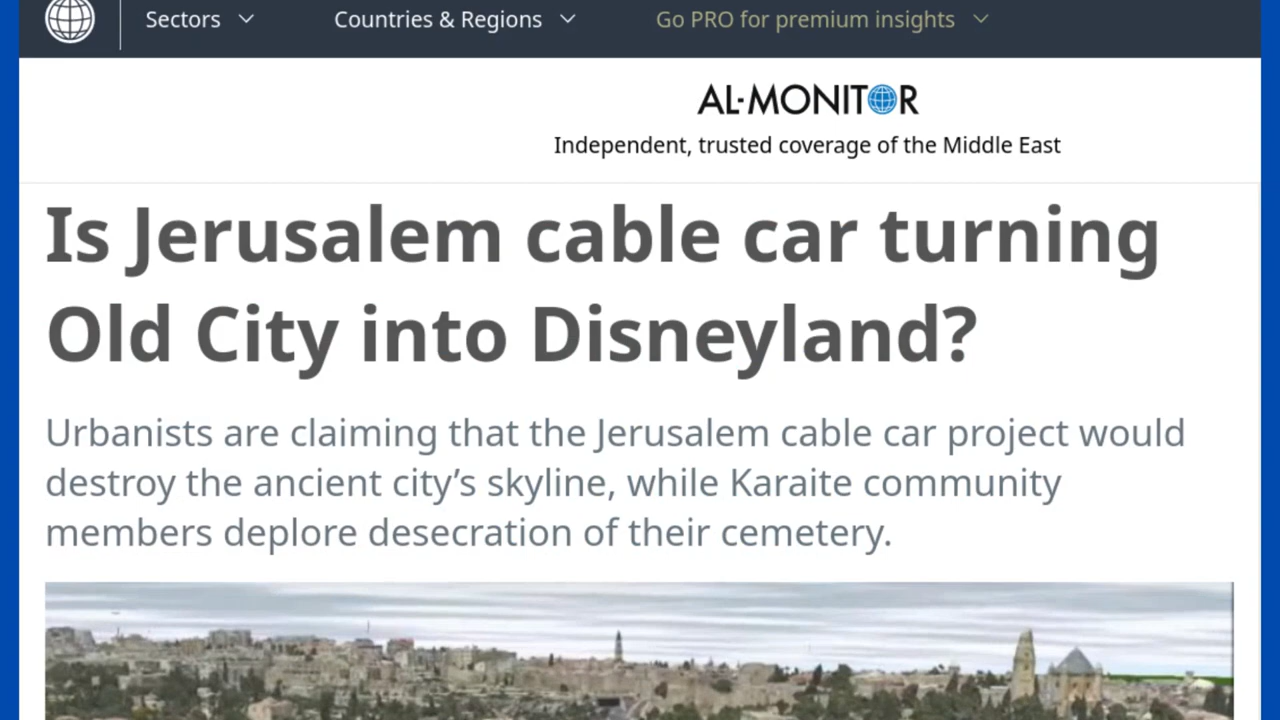 Sectors
Countries & Regions
Go PRO for premium insights
AL-MONITOR
Independent, trusted coverage of the Middle East
Is Jerusalem cable car turning
Old City into Disneyland?
Urbanists are claiming that the Jerusalem cable car project would
destroy the ancient city’s skyline, while Karaite community
members deplore desecration of their cemetery.